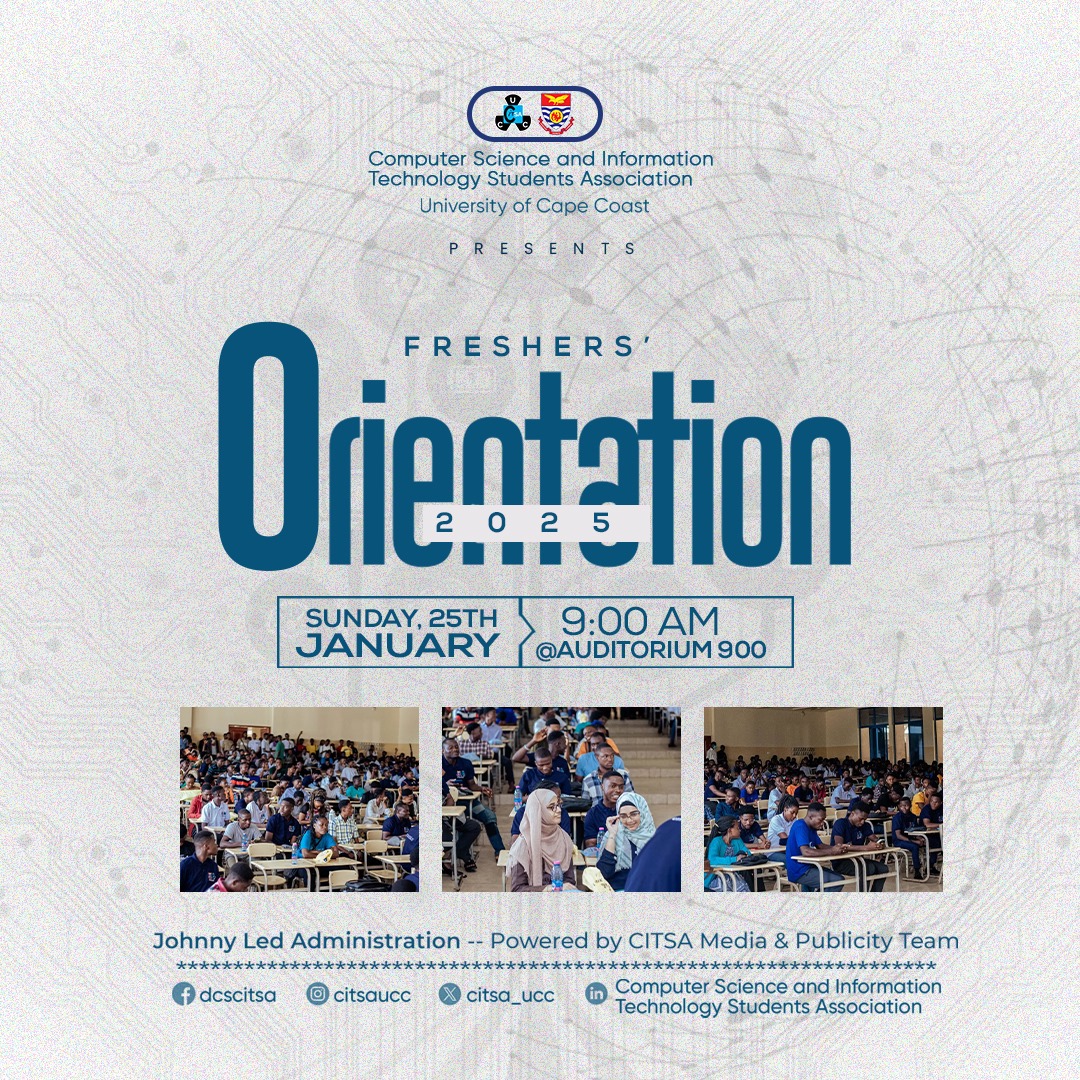 U
C C
Computer Science and Information
Technology Students Association
University of Cape Coast
PRESENTS
FRESHERS'
Orientation
2025
SUNDAY, 25TH
JANUARY
9:00 AM
@AUDITORIUM 900
Johnny Led Administration -- Powered by CITSA Media & Publicity Team
*******************************************************************
dcscitsa
citsaucc
citsa_ucc
in
Computer Science and Information
Technology Students Association